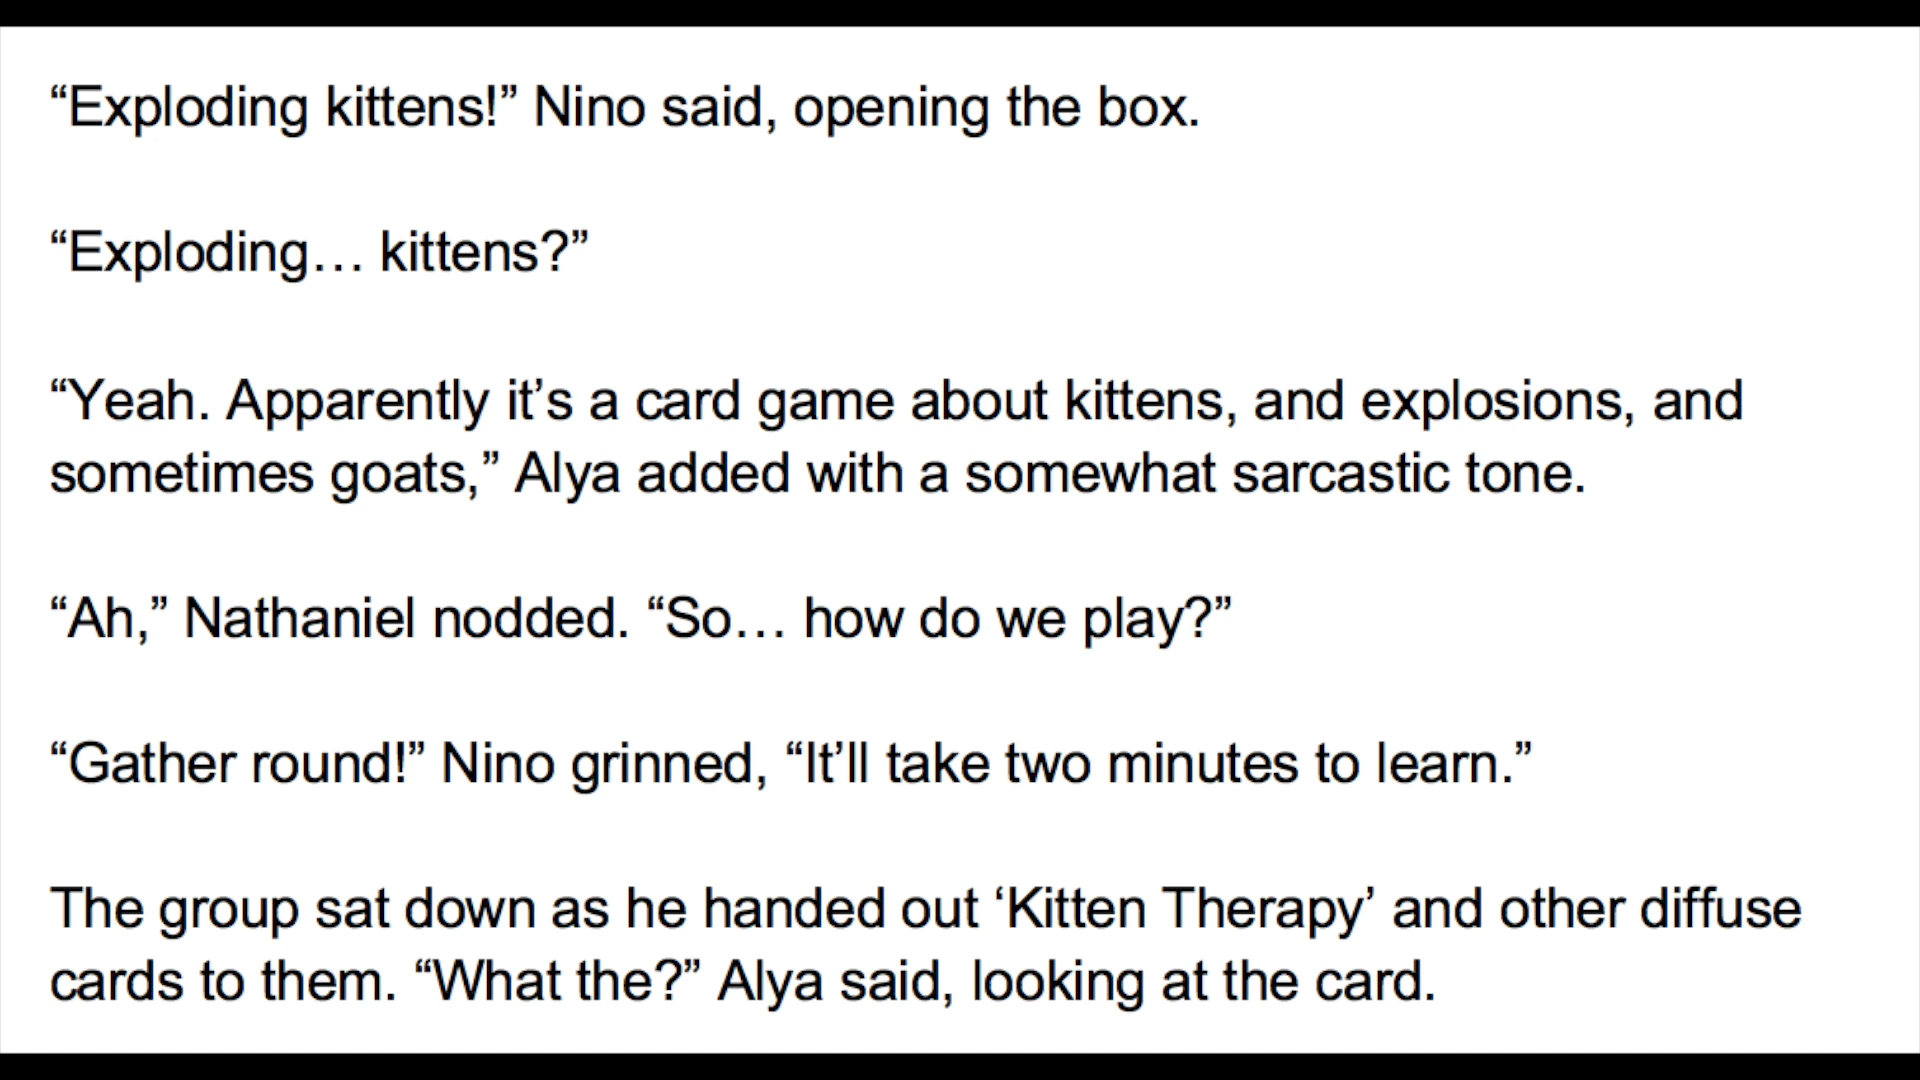 “Exploding kittens!” Nino said, opening the box.
“Exploding… kittens?”
“Yeah. Apparently it’s a card game about kittens, and explosions, and
sometimes goats,” Alya added with a somewhat sarcastic tone.
“Ah,” Nathaniel nodded. “So… how do we play?”
“Gather round!” Nino grinned, “It’ll take two minutes to learn.”
The group sat down as he handed out ‘Kitten Therapy’ and other diffuse
cards to them. “What the?” Alya said, looking at the card.